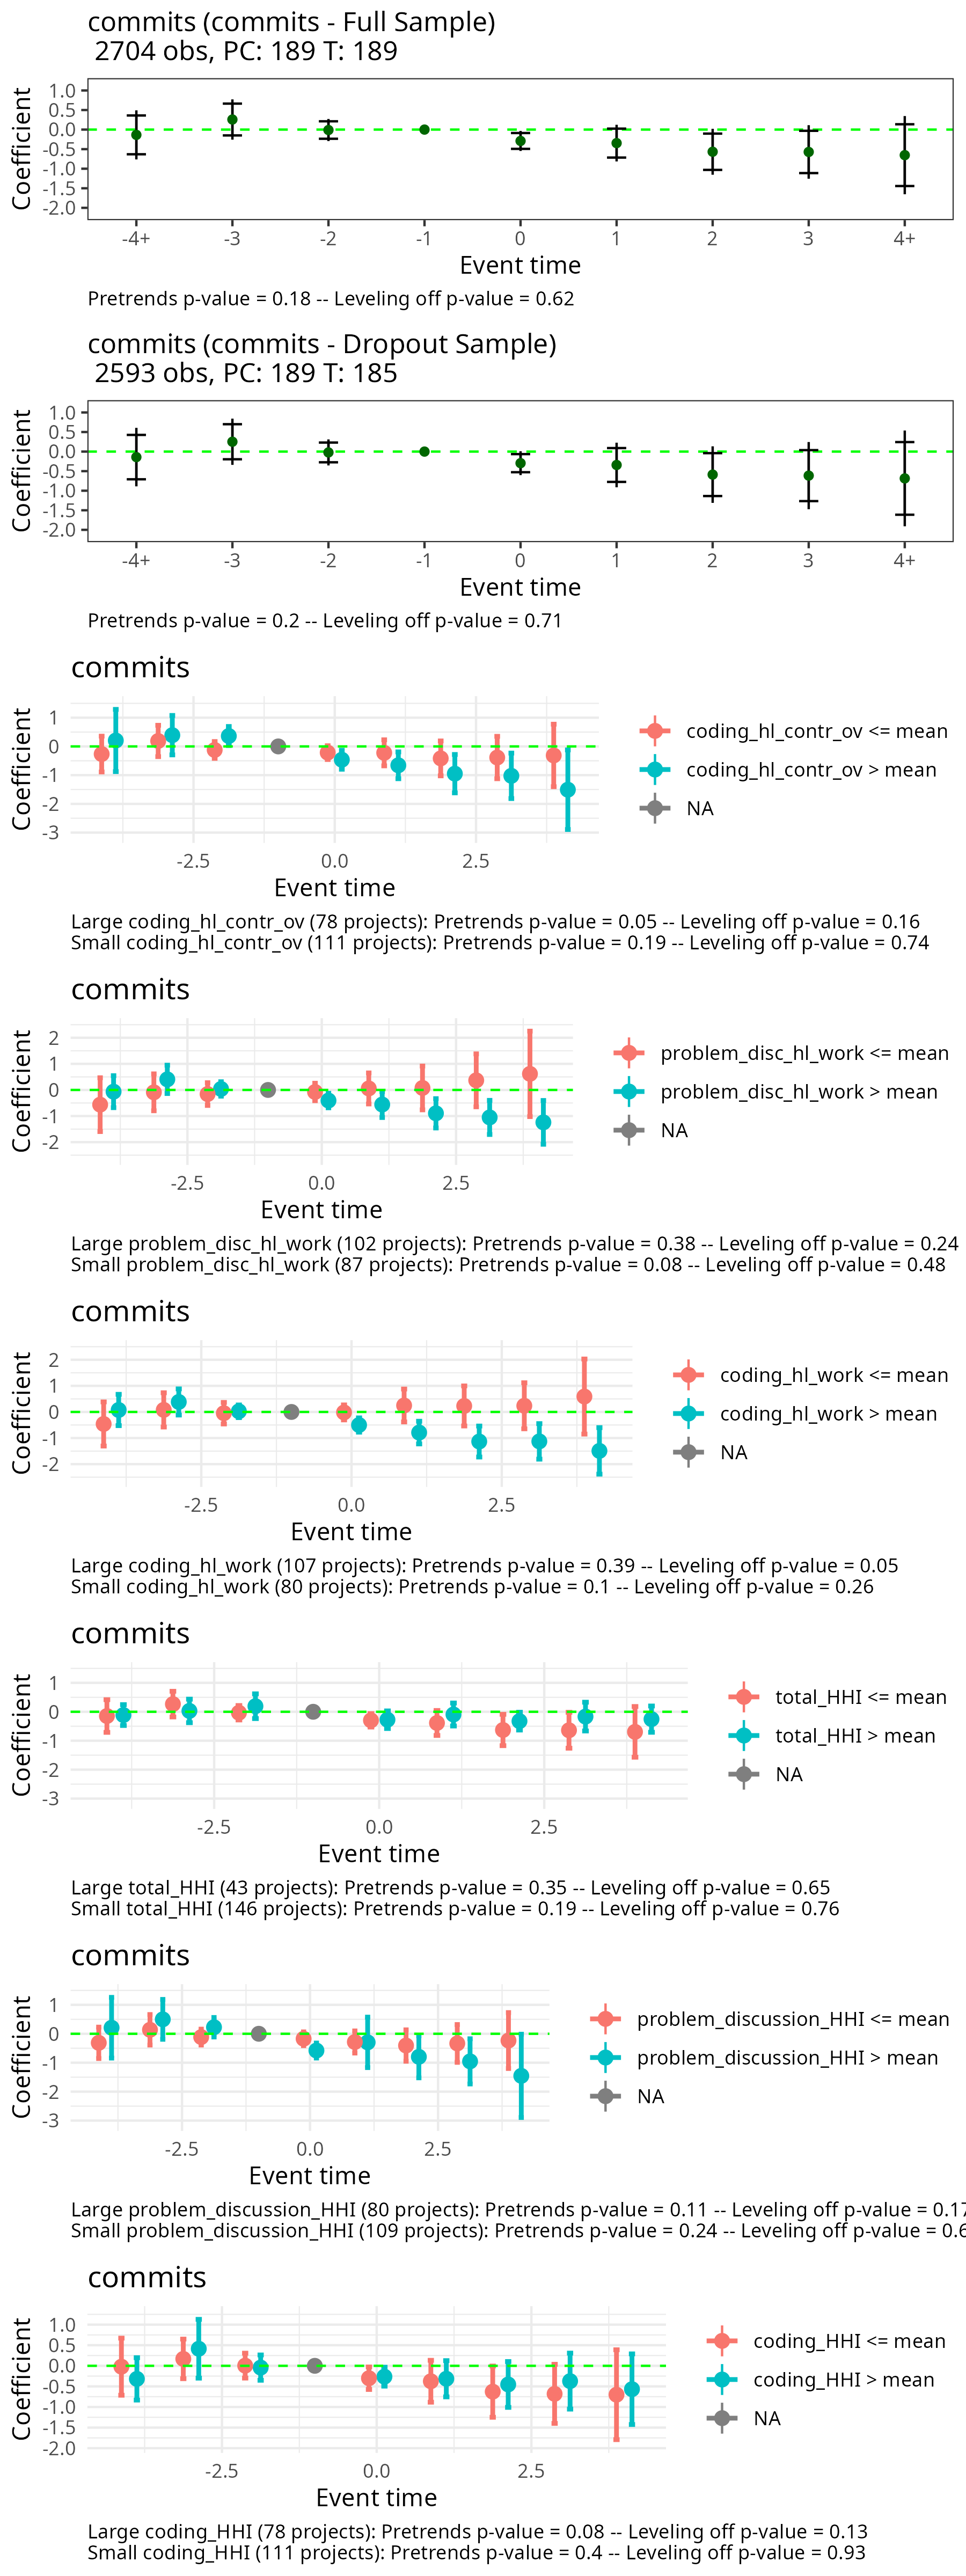 commits (commits - Full Sample)
2704 obs, PC: 189 T: 189
Coefficient
1.0
0.5
0.0
-0.5
-1.0
-1.5
-2.0
-4+ -3 -2 -1 0 1 2 3 4+
Event time
Pretrends p-value = 0.18 -- Leveling off p-value = 0.62
commits (commits - Dropout Sample)
2593 obs, PC: 189 T: 185
Coefficient
1.0
0.5
0.0
-0.5
-1.0
-1.5
-2.0
-4+ -3 -2 -1 0 1 2 3 4+
Event time
Pretrends p-value = 0.2 -- Leveling off p-value = 0.71
commits
Coefficient
1
0
-1
-2
-3
-2.5 0.0 2.5
Event time
coding_hl_contr_ov <= mean
coding_hl_contr_ov > mean
NA
Large coding_hl_contr_ov (78 projects): Pretrends p-value = 0.05 -- Leveling off p-value = 0.16
Small coding_hl_contr_ov (111 projects): Pretrends p-value = 0.19 -- Leveling off p-value = 0.74
commits
Coefficient
2
1
0
-1
-2
-2.5 0.0 2.5
Event time
problem_disc_hl_work <= mean
problem_disc_hl_work > mean
NA
Large problem_disc_hl_work (102 projects): Pretrends p-value = 0.38 -- Leveling off p-value = 0.24
Small problem_disc_hl_work (87 projects): Pretrends p-value = 0.08 -- Leveling off p-value = 0.48
commits
Coefficient
2
1
0
-1
-2
-2.5 0.0 2.5
Event time
coding_hl_work <= mean
coding_hl_work > mean
NA
Large coding_hl_work (107 projects): Pretrends p-value = 0.39 -- Leveling off p-value = 0.05
Small coding_hl_work (80 projects): Pretrends p-value = 0.1 -- Leveling off p-value = 0.26
commits
Coefficient
1
0
-1
-2
-3
-2.5 0.0 2.5
Event time
total_HHI <= mean
total_HHI > mean
NA
Large total_HHI (43 projects): Pretrends p-value = 0.35 -- Leveling off p-value = 0.65
Small total_HHI (146 projects): Pretrends p-value = 0.19 -- Leveling off p-value = 0.76
commits
Coefficient
1
0
-1
-2
-3
-2.5 0.0 2.5
Event time
problem_discussion_HHI <= mean
problem_discussion_HHI > mean
NA
Large problem_discussion_HHI (80 projects): Pretrends p-value = 0.11 -- Leveling off p-value = 0.17
Small problem_discussion_HHI (109 projects): Pretrends p-value = 0.24 -- Leveling off p-value = 0.6
commits
Coefficient
1.0
0.5
0.0
-0.5
-1.0
-1.5
-2.0
-2.5 0.0 2.5
Event time
coding_HHI <= mean
coding_HHI > mean
NA
Large coding_HHI (78 projects): Pretrends p-value = 0.08 -- Leveling off p-value = 0.13
Small coding_HHI (111 projects): Pretrends p-value = 0.4 -- Leveling off p-value = 0.93